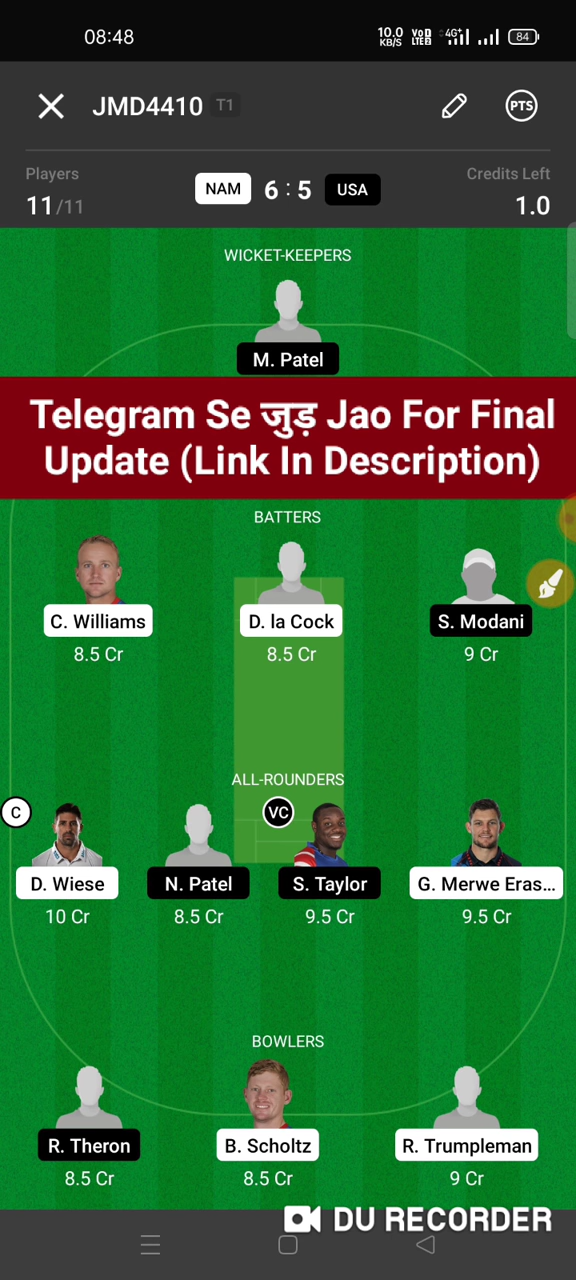 08:48
10.0 KB/S
Vo LTE2
4G+
84
JMD4410 T1
PTS
Players
Credits Left
11/11
NAM 6 : 5 USA
1.0
WICKET-KEEPERS
M. Patel
Telegram Se जुड़ Jao For Final
Update (Link In Description)
BATTERS
C. Williams
D. la Cock
S. Modani
8.5 Cr
8.5 Cr
9 Cr
ALL-ROUNDERS
C
VC
D. Wiese
N. Patel
S. Taylor
G. Merwe Eras...
10 Cr
8.5 Cr
9.5 Cr
9.5 Cr
BOWLERS
R. Theron
B. Scholtz
R. Trumpleman
8.5 Cr
8.5 Cr
9 Cr
DU RECORDER